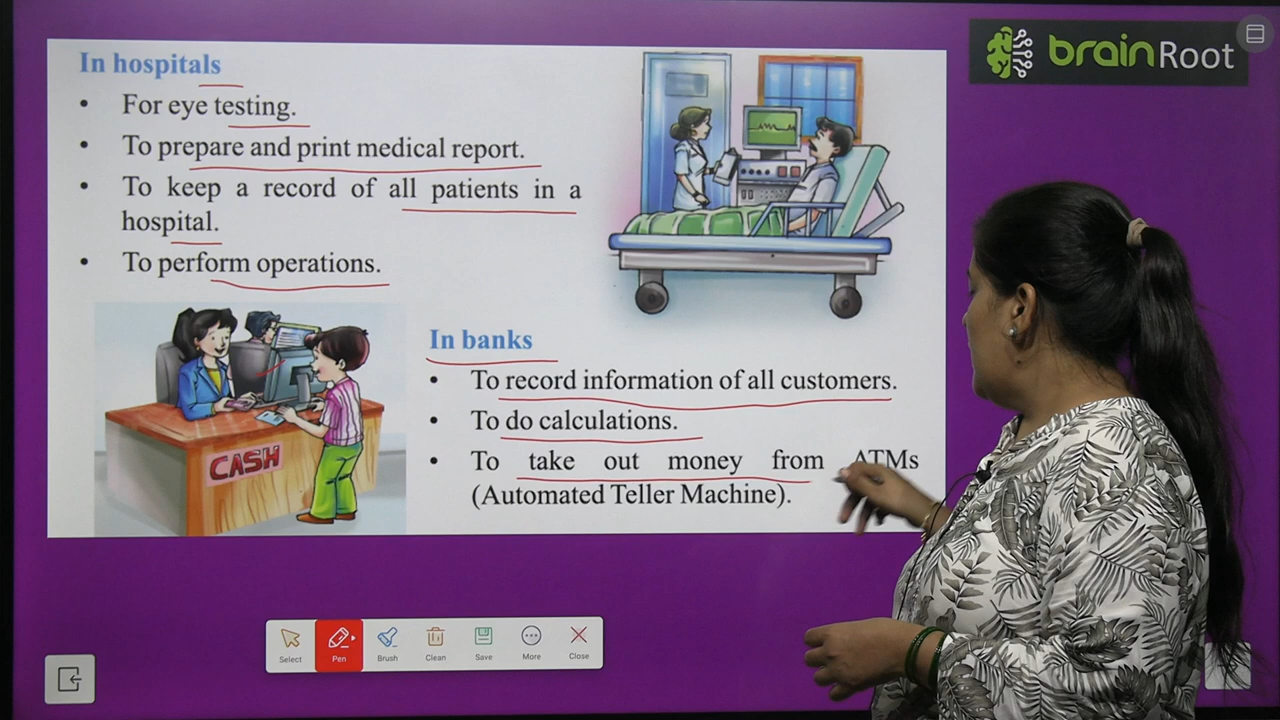 brainRoot
In hospitals
• For eye testing.
• To prepare and print medical report.
• To keep a record of all patients in a
hospital.
• To perform operations.
CASH
In banks
• To record information of all customers.
• To do calculations.
• To take out money from ATMs
(Automated Teller Machine).
Select
Pen
Brush
Clean
Save
More
Close